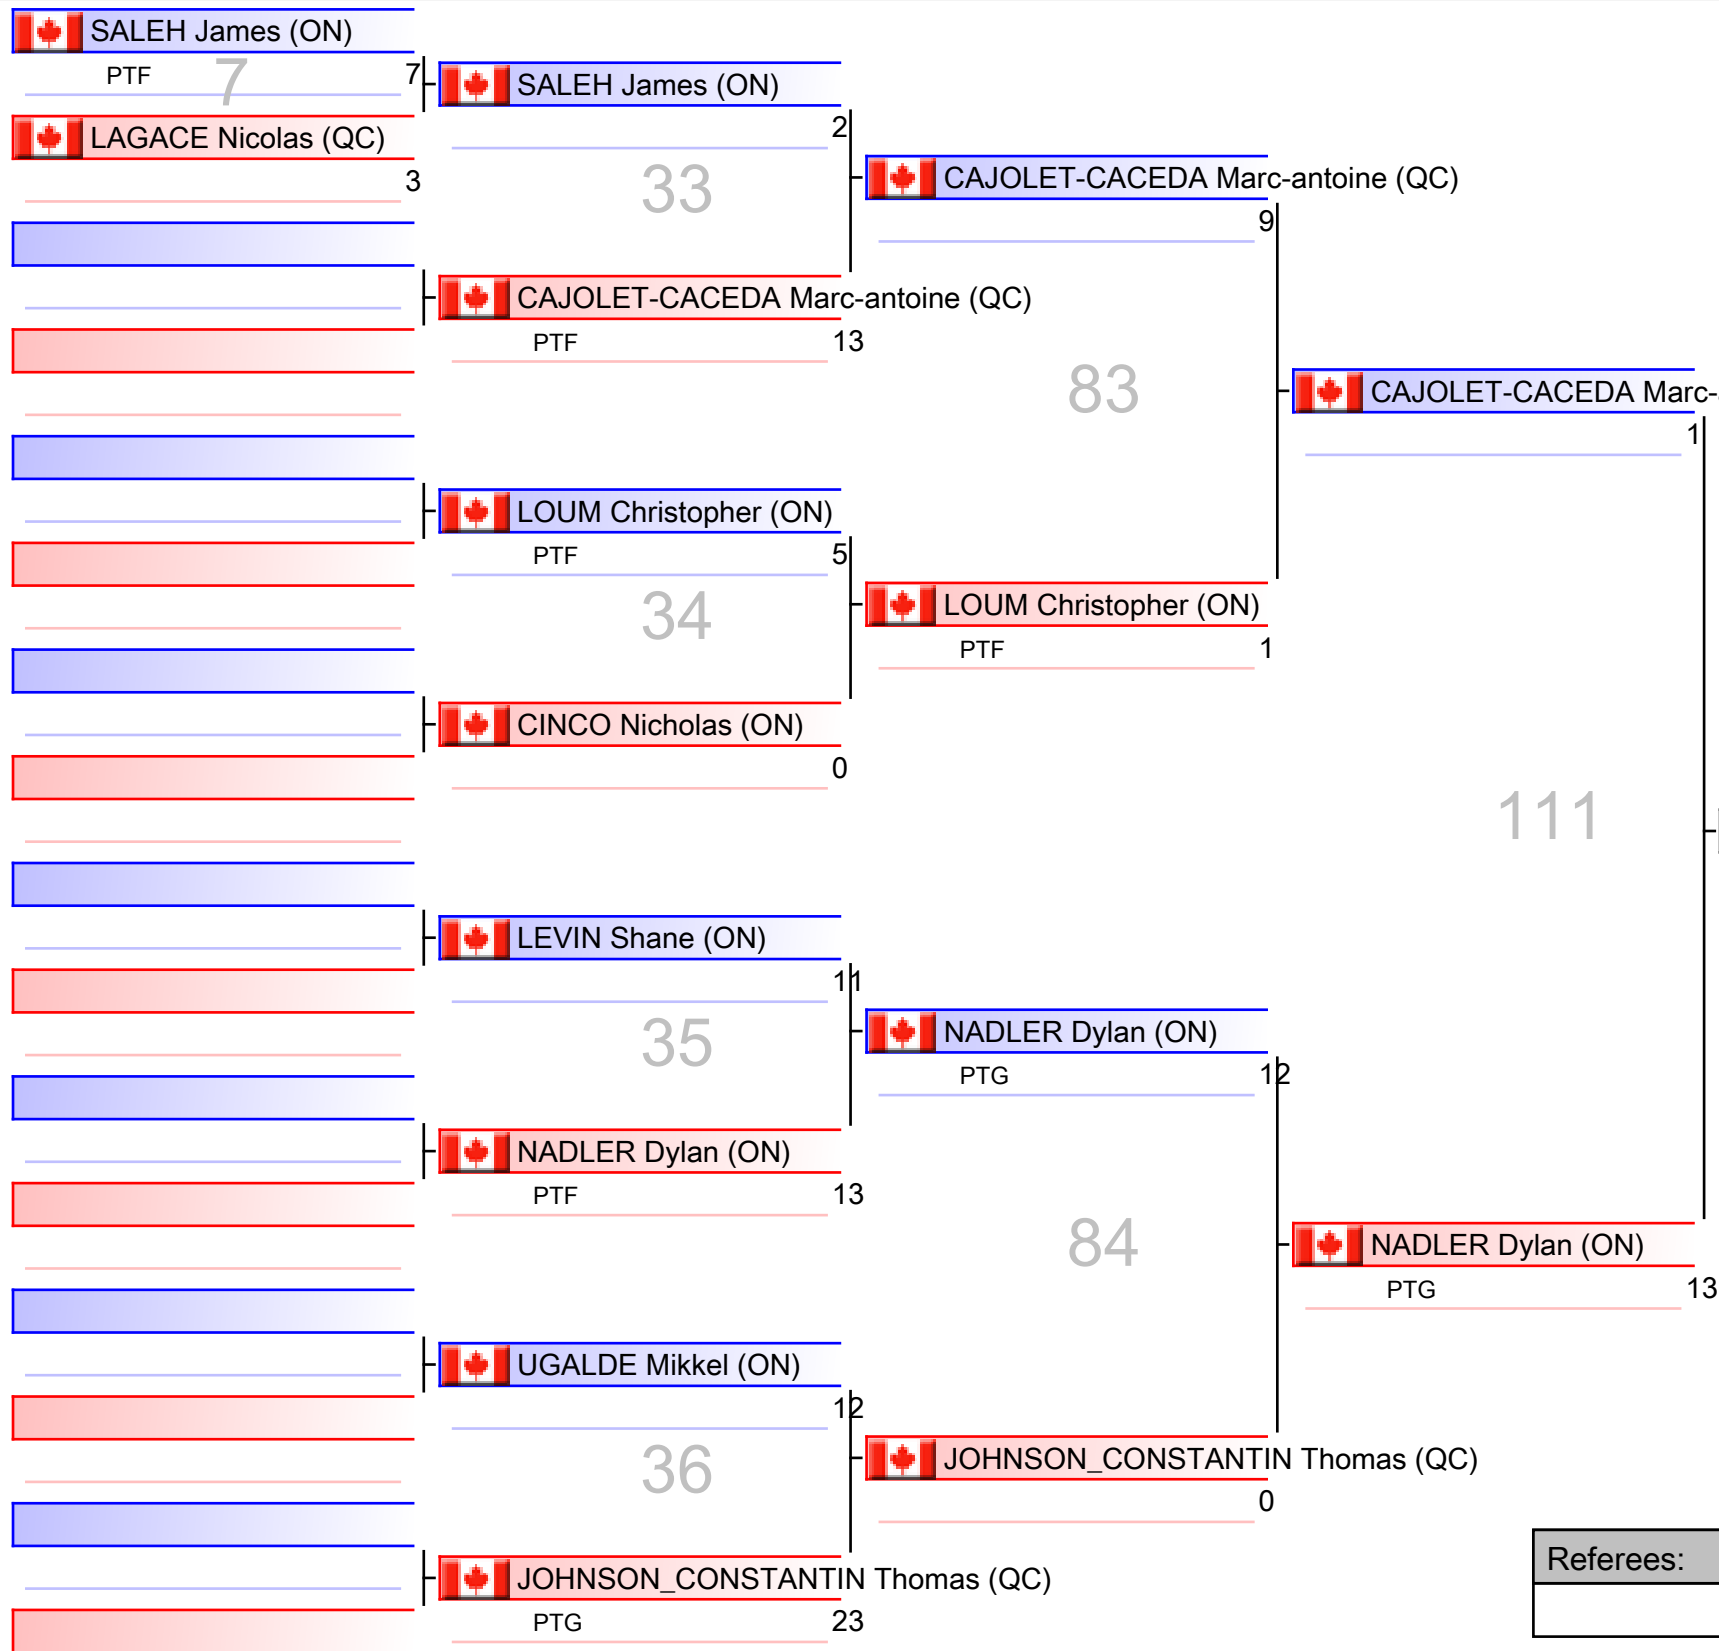 SALEH James (ON)
PTF 7
7
LAGACE Nicolas (QC)
3
SALEH James (ON)
2
33
CAJOLET-CACEDA Marc-antoine (QC)
PTF 13
LOUM Christopher (ON)
PTF 5
34
CINCO Nicholas (ON)
0
LEVIN Shane (ON)
11
35
NADLER Dylan (ON)
PTF 13
UGALDE Mikkel (ON)
12
36
JOHNSON_CONSTANTIN Thomas (QC)
PTG 23
CAJOLET-CACEDA Marc-antoine (QC)
9
83
LOUM Christopher (ON)
PTF 1
NADLER Dylan (ON)
PTG 12
84
JOHNSON_CONSTANTIN Thomas (QC)
0
CAJOLET-CACEDA Marc-
1
111
NADLER Dylan (ON)
PTG 13
Referees: